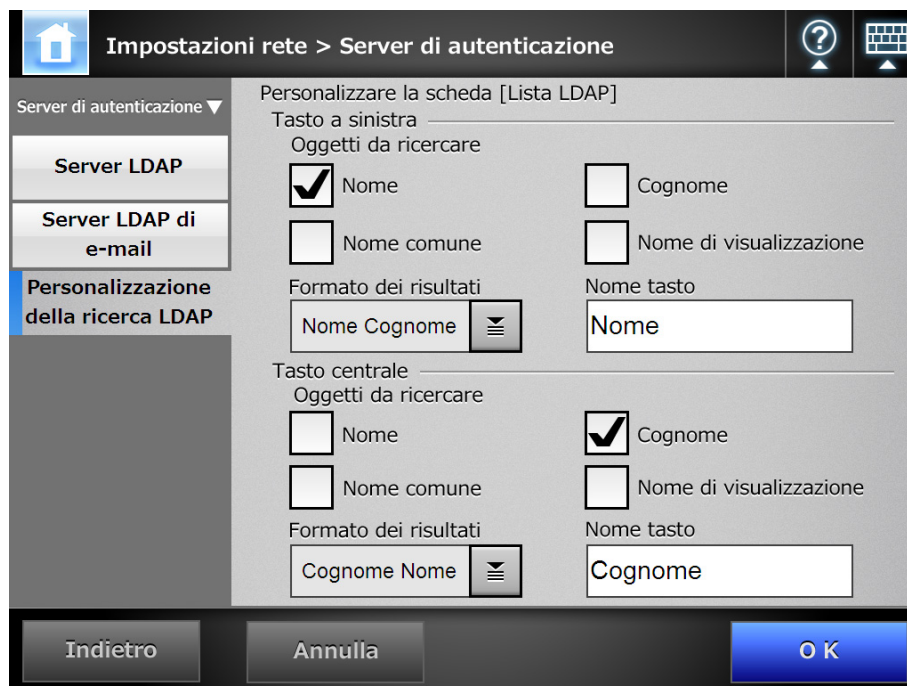 Impostazioni rete > Server di autenticazione
?
Server di autenticazione ▼
Server LDAP
Server LDAP di
e-mail
Personalizzazione
della ricerca LDAP
Personalizzare la scheda [Lista LDAP]
Tasto a sinistra
Oggetti da ricercare
Nome
Cognome
Nome comune
Nome di visualizzazione
Formato dei risultati
Nome tasto
Nome Cognome
Nome
Tasto centrale
Oggetti da ricercare
Nome
Cognome
Nome comune
Nome di visualizzazione
Formato dei risultati
Nome tasto
Cognome Nome
Cognome
Indietro
Annulla
OK